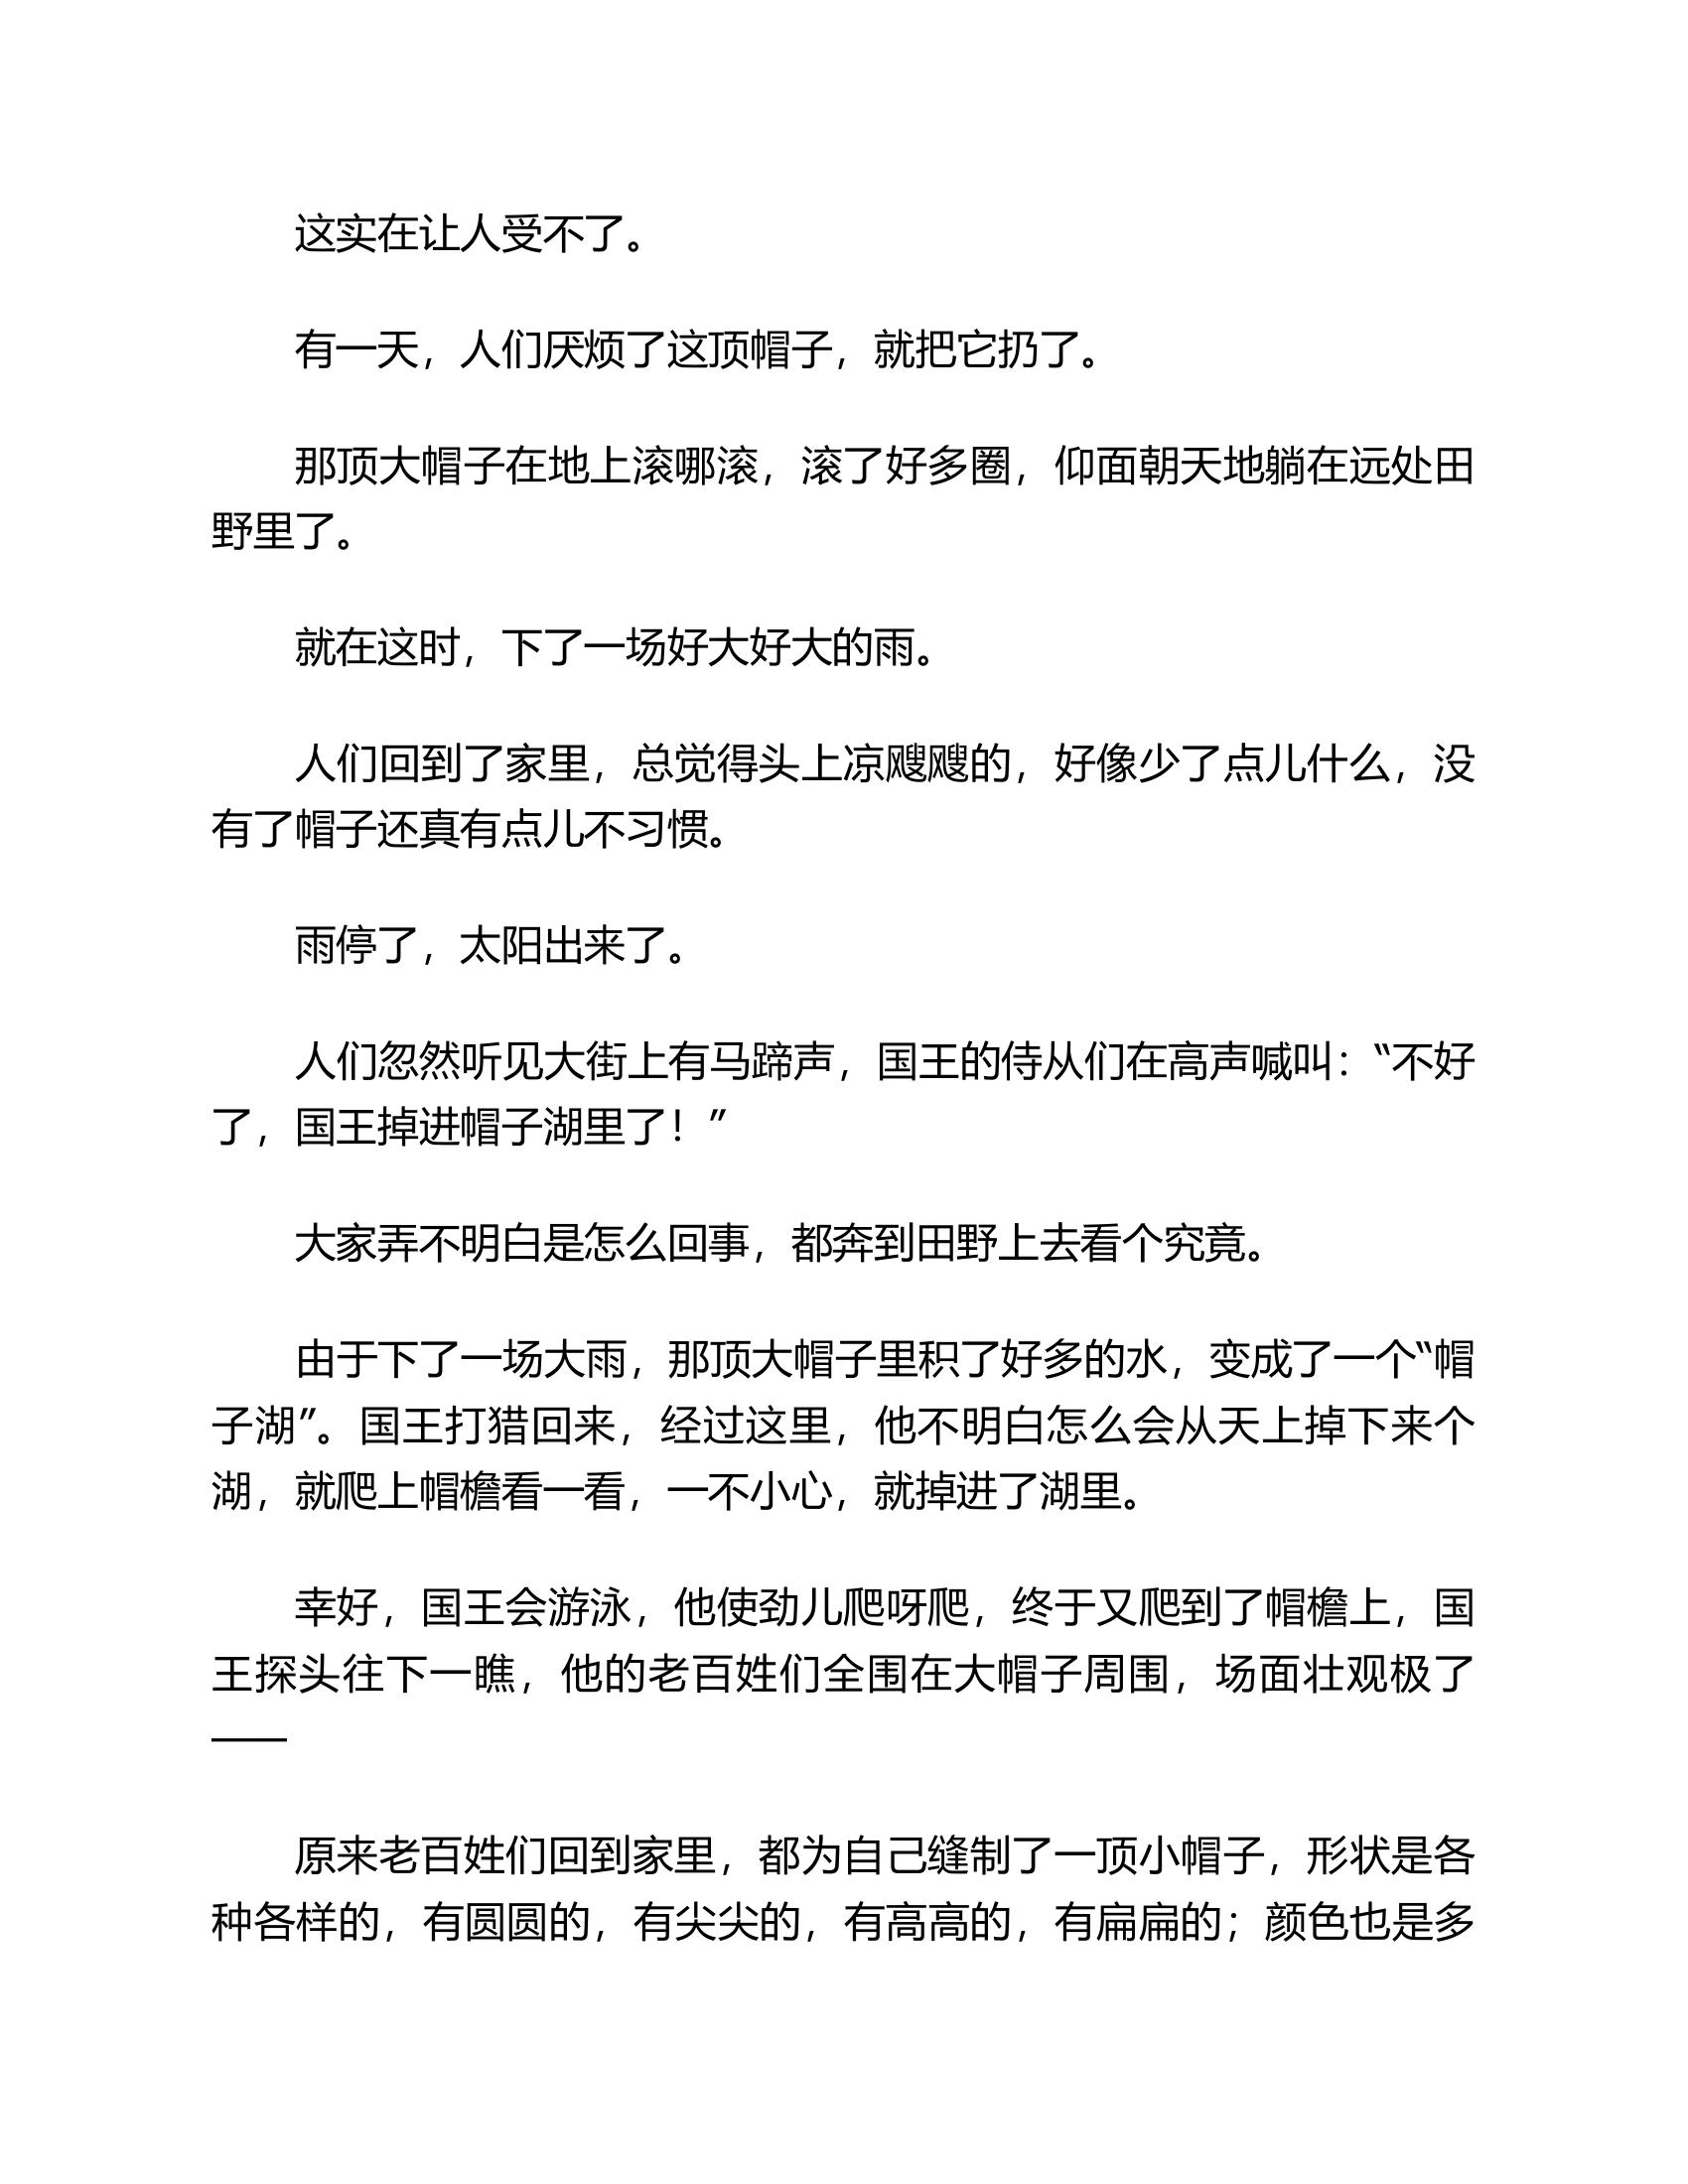 这实在让人受不了。
有一天，人们厌烦了这顶帽子，就把它扔了。
那顶大帽子在地上滚哪滚，滚了好多圈，仰面朝天地躺在远处田
野里了。
就在这时，下了一场好大好大的雨。
人们回到了家里，总觉得头上凉飕飕的，好像少了点儿什么，没
有了帽子还真有点儿不习惯。
雨停了，太阳出来了。
人们忽然听见大街上有马蹄声，国王的侍从们在高声喊叫：“不好
了，国王掉进帽子湖里了！”
大家弄不明白是怎么回事，都奔到田野上去看个究竟。
由于下了一场大雨，那顶大帽子里积了好多的水，变成了一个“帽
子湖”。国王打猎回来，经过这里，他不明白怎么会从天上掉下来个
湖，就爬上帽檐看一看，一不小心，就掉进了湖里。
幸好，国王会游泳，他使劲儿爬呀爬，终于又爬到了帽檐上，国
王探头往下一瞧，他的老百姓们全围在大帽子周围，场面壮观极了
——
原来老百姓们回到家里，都为自己缝制了一顶小帽子，形状是各
种各样的，有圆圆的，有尖尖的，有高高的，有扁扁的；颜色也是多